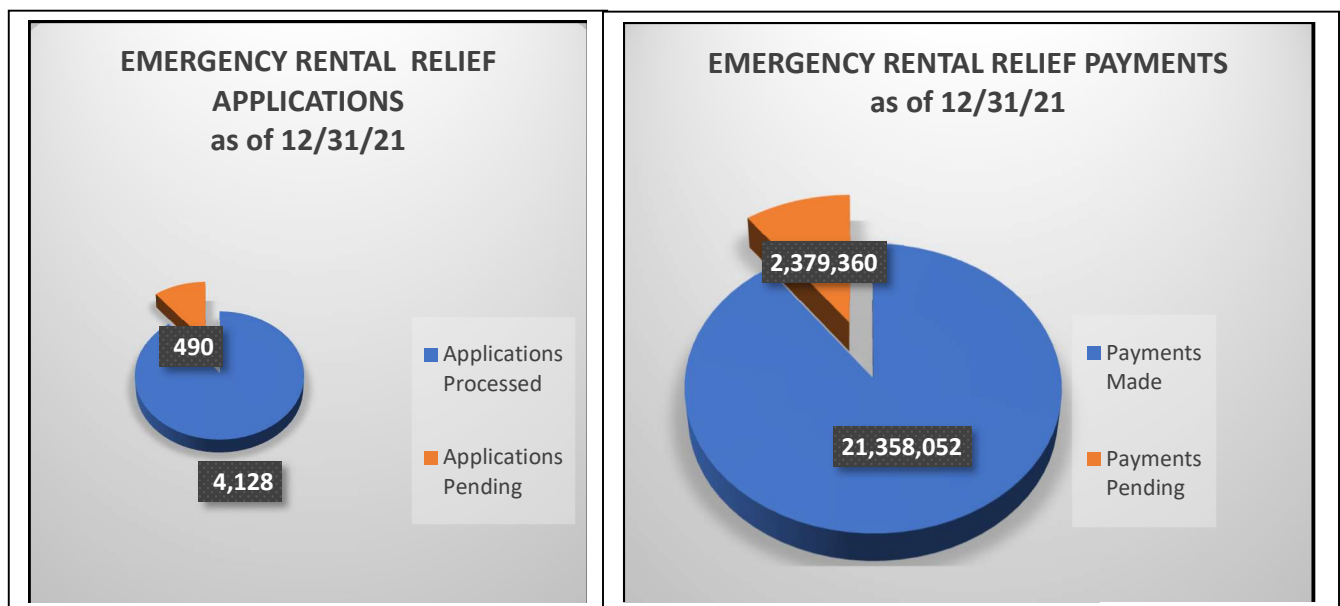 EMERGENCY RENTAL RELIEF
APPLICATIONS
as of 12/31/21
490
4,128
Applications
Processed
Applications
Pending
EMERGENCY RENTAL RELIEF PAYMENTS
as of 12/31/21
2,379,360
21,358,052
Payments
Made
Payments
Pending